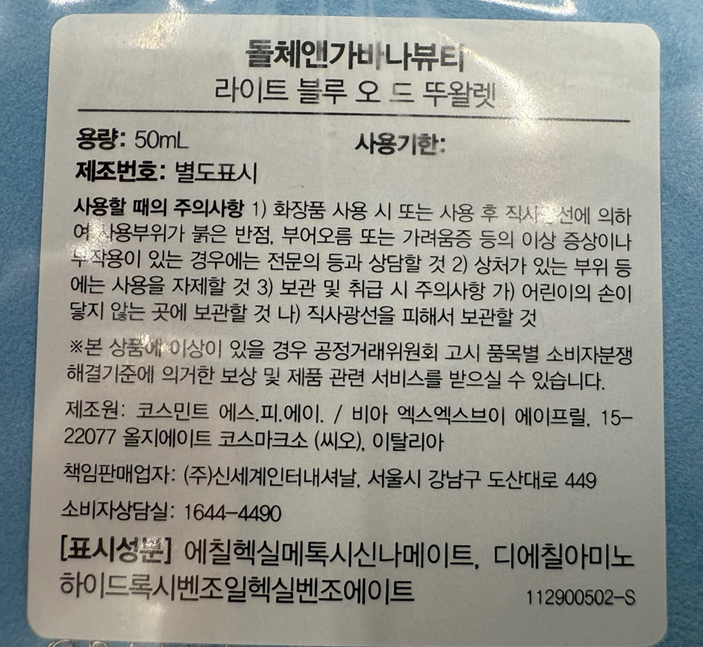 돌체앤가바나뷰티
라이트 블루 오 드 뚜왈렛
용량: 50mL 사용기한:
제조번호: 별도표시
사용할 때의 주의사항 1) 화장품 사용 시 또는 사용 후 직사광선에 의하
여 사용부위가 붉은 반점, 부어오름 또는 가려움증 등의 이상 증상이나
부작용이 있는 경우에는 전문의 등과 상담할 것 2) 상처가 있는 부위 등
에는 사용을 자제할 것 3) 보관 및 취급 시 주의사항 가) 어린이의 손이
닿지 않는 곳에 보관할 것 나) 직사광선을 피해서 보관할 것
※본 상품에 이상이 있을 경우 공정거래위원회 고시 품목별 소비자분쟁
해결기준에 의거한 보상 및 제품 관련 서비스를 받으실 수 있습니다.
제조원: 코스민트 에스.피.에이. / 비아 엑스엑스브이 에이프릴, 15-
22077 올지에이트 코스마크소 (씨오), 이탈리아
책임판매업자: (주)신세계인터내셔날, 서울시 강남구 도산대로 449
소비자상담실: 1644-4490
[표시성분] 에칠헥실메톡시신나메이트, 디에칠아미노
하이드록시벤조일헥실벤조에이트 112900502-S